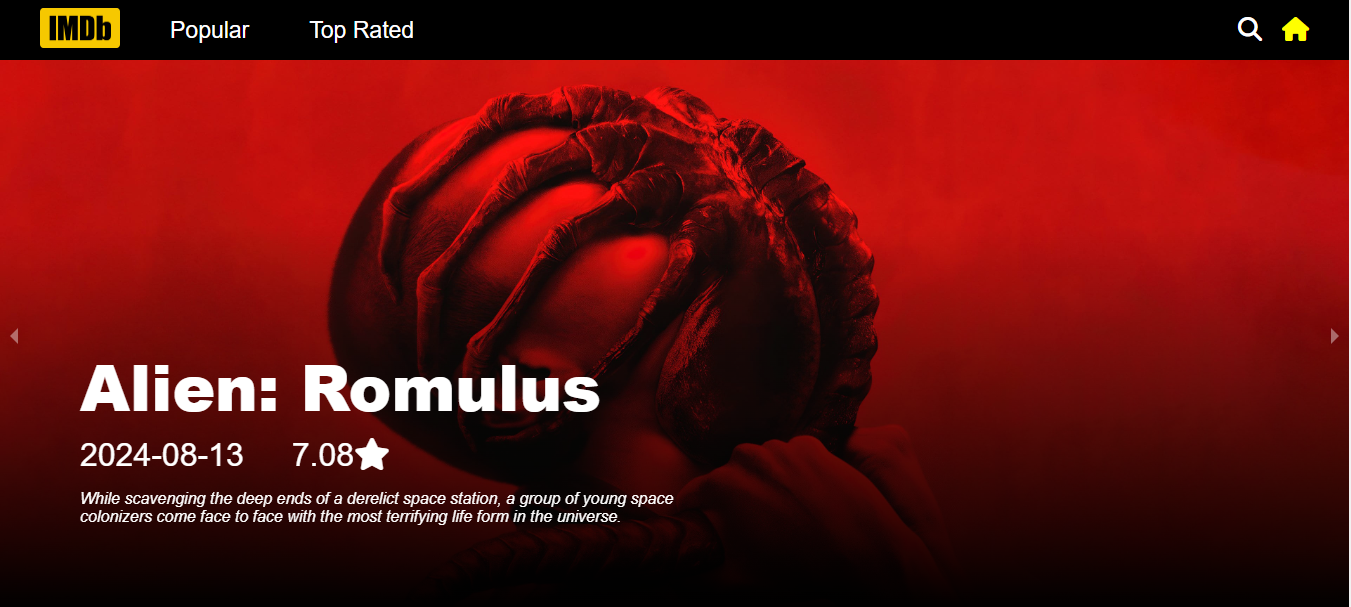 IMDb Popular Top Rated
Alien: Romulus
2024-08-13 7.08
While scavenging the deep ends of a derelict space station, a group of young space
colonizers come face to face with the most terrifying life form in the universe.